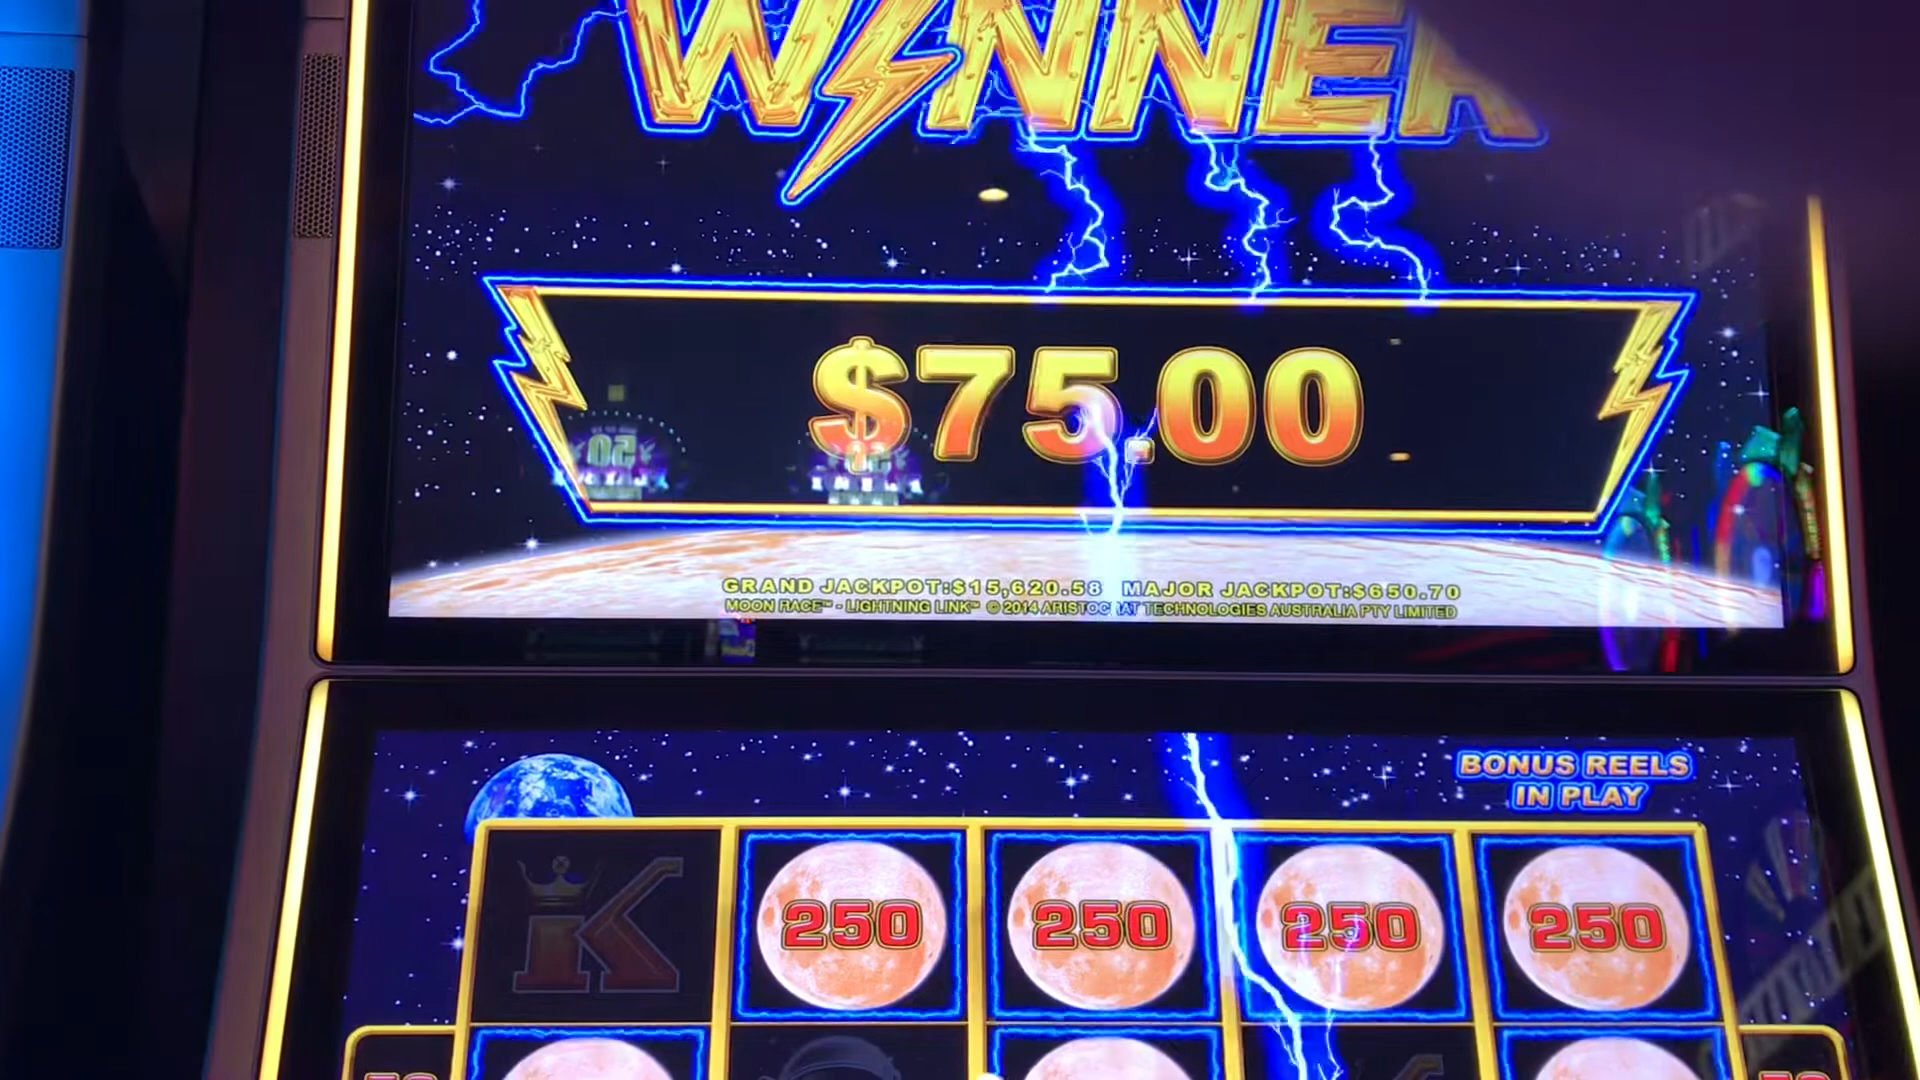 WINNER
$75.00
GRAND JACKPOT:$15,620.58 MAJOR JACKPOT:$650.70
MOON RACE™ - LIGHTNING LINK™ © 2014 ARISTOCRAT TECHNOLOGIES AUSTRALIA PTY LIMITED
BONUS REELS
IN PLAY
K 250 250 250 250